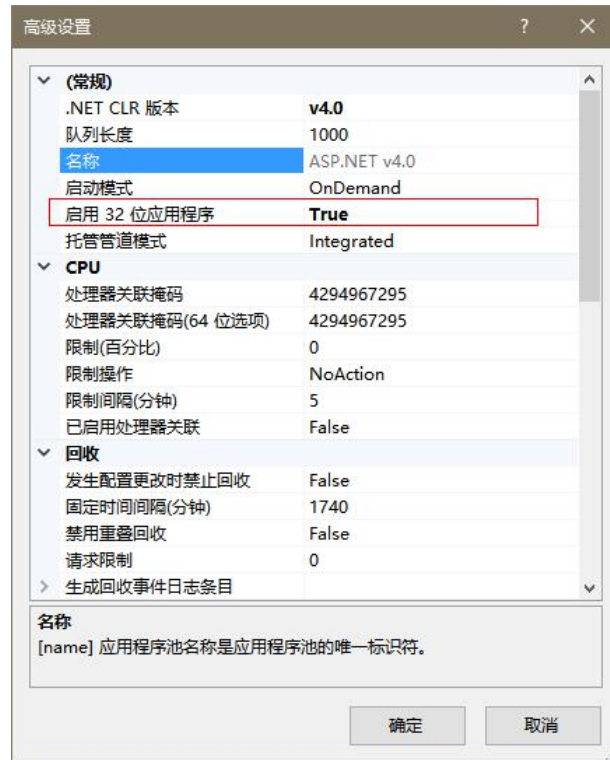 高级设置
(常规)
.NET CLR 版本 v4.0
队列长度 1000
名称 ASP.NET v4.0
启动模式 OnDemand
启用 32 位应用程序 True
托管管道模式 Integrated
CPU
处理器关联掩码 4294967295
处理器关联掩码(64 位选项) 4294967295
限制(百分比) 0
限制操作 NoAction
限制间隔(分钟) 5
已启用处理器关联 False
回收
发生配置更改时禁止回收 False
固定时间间隔(分钟) 1740
禁用重叠回收 False
请求限制 0
生成回收事件日志条目
名称
[name] 应用程序池名称是应用程序池的唯一标识符。
确定 取消